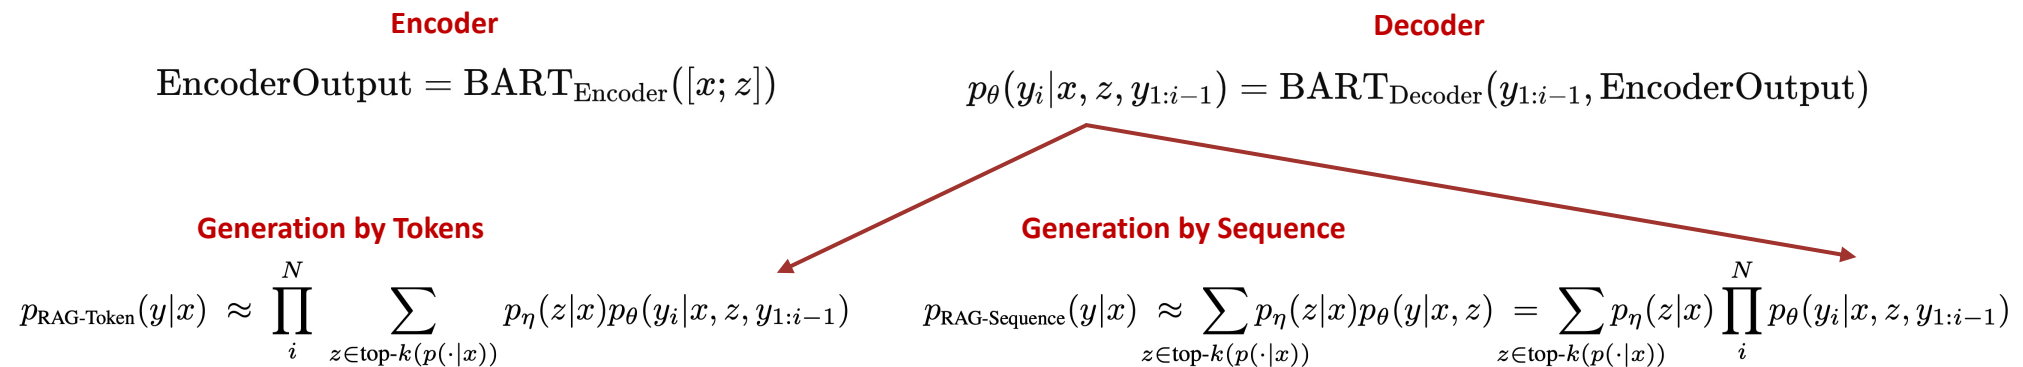 Encoder
EncoderOutput = BART_Encoder([x; z])
Decoder
p_θ(y_i|x, z, y_{1:i−1}) = BART_Decoder(y_{1:i−1}, EncoderOutput)
Generation by Tokens
p_RAG-Token(y|x) ≈ ∏_i^N ∑_{z∈top-k(p(·|x))} p_η(z|x)p_θ(y_i|x, z, y_{1:i−1})
Generation by Sequence
p_RAG-Sequence(y|x) ≈ ∑_{z∈top-k(p(·|x))} p_η(z|x)p_θ(y|x, z) = ∑_{z∈top-k(p(·|x))} p_η(z|x) ∏_i^N p_θ(y_i|x, z, y_{1:i−1})